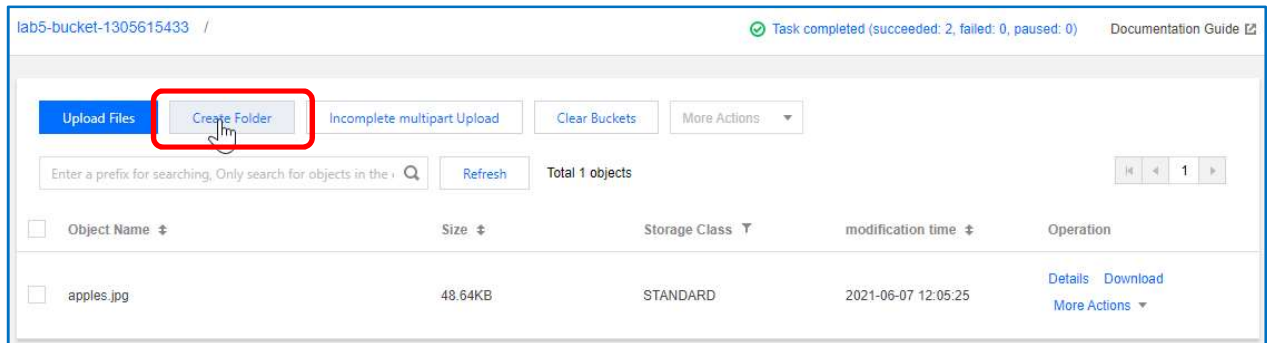 lab5-bucket-1305615433 /
Task completed (succeeded: 2, failed: 0, paused: 0) Documentation Guide
Upload Files Create Folder Incomplete multipart Upload Clear Buckets More Actions
Enter a prefix for searching, Only search for objects in the Refresh Total 1 objects 1
Object Name Size Storage Class modification time Operation
apples.jpg 48.64KB STANDARD 2021-06-07 12:05:25 Details Download
More Actions